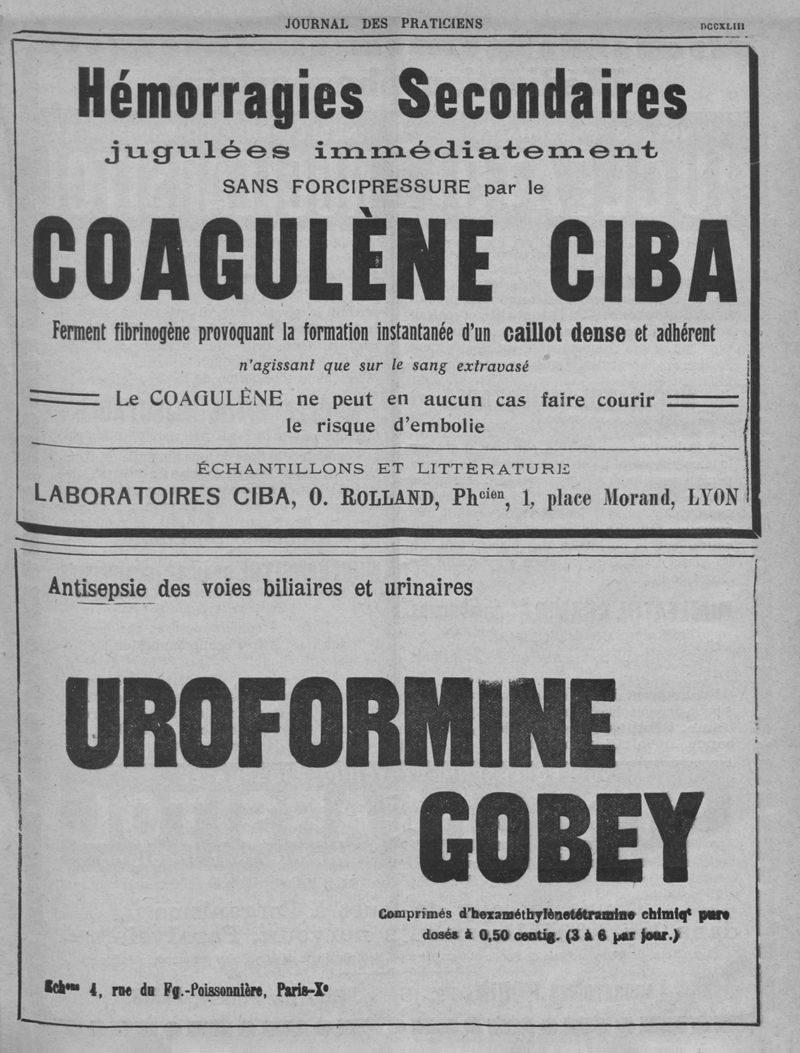 JOURNAL DES PRATICIENS DCCXLIII
Hémorragies Secondaires
jugulées immédiatement
SANS FORCIPRESSURE par le
COAGULÈNE CIBA
Ferment fibrinogène provoquant la formation instantanée d'un caillot dense et adhérent
n'agissant que sur le sang extravasé
Le COAGULÈNE ne peut en aucun cas faire courir
le risque d'embolie
ÉCHANTILLONS ET LITTÉRATURE
LABORATOIRES CIBA, O. ROLLAND, Phcien, 1, place Morand, LYON
Antisepsie des voies biliaires et urinaires
UROFORMINE
GOBEY
Comprimés d'hexaméthylènetétramine chimiqt pure
dosés à 0,50 centig. (3 à 6 par jour.)
Echons 4, rue du Fg.-Poissonnière, Paris-Xe